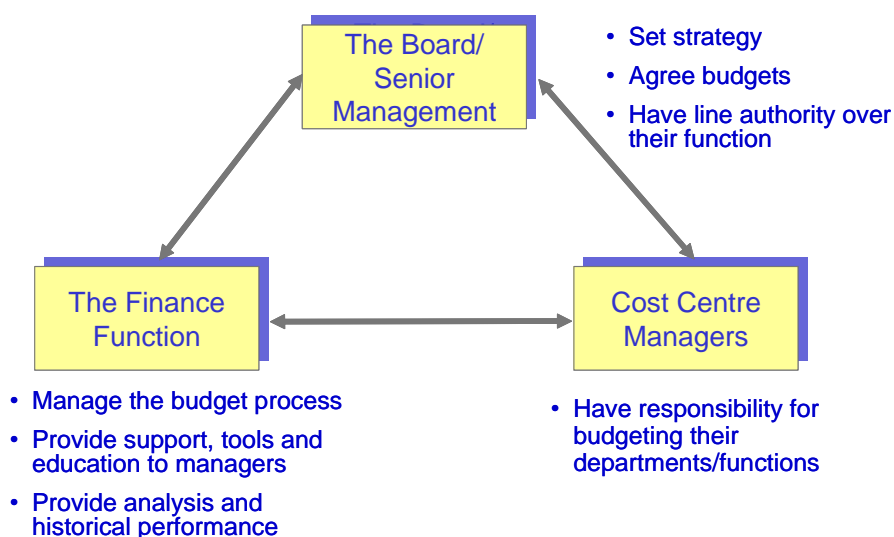 The Board/
Senior
Management
• Set strategy
• Agree budgets
• Have line authority over
their function
The Finance
Function
Cost Centre
Managers
• Manage the budget process
• Provide support, tools and
education to managers
• Provide analysis and
historical performance
• Have responsibility for
budgeting their
departments/functions